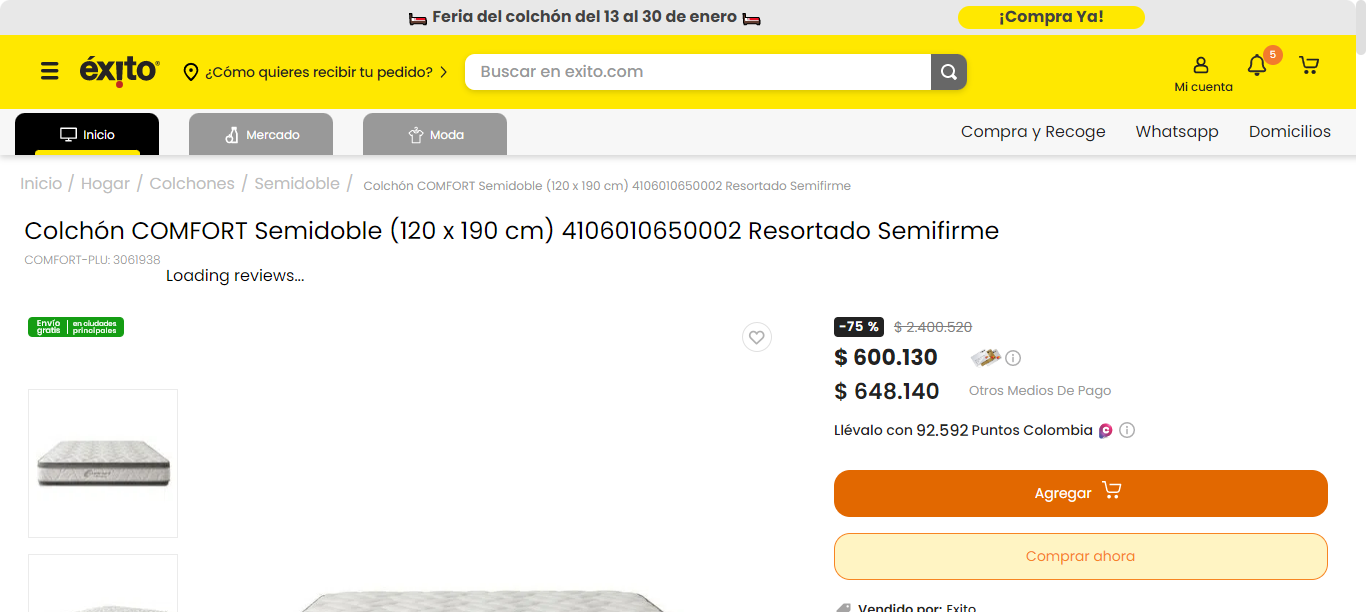 Feria del colchón del 13 al 30 de enero
¡Compra Ya!
éxito
¿Cómo quieres recibir tu pedido?
Buscar en exito.com
Mi cuenta
5
Inicio
Mercado
Moda
Compra y Recoge
Whatsapp
Domicilios
Inicio / Hogar / Colchones / Semidoble / Colchón COMFORT Semidoble (120 x 190 cm) 4106010650002 Resortado Semifirme
Colchón COMFORT Semidoble (120 x 190 cm) 4106010650002 Resortado Semifirme
COMFORT-PLU: 3061938
Loading reviews...
Envío gratis | en ciudades principales
-75 % $ 2.400.520
$ 600.130
$ 648.140 Otros Medios De Pago
Llévalo con 92.592 Puntos Colombia
Agregar
Comprar ahora
Vendido por: Exito